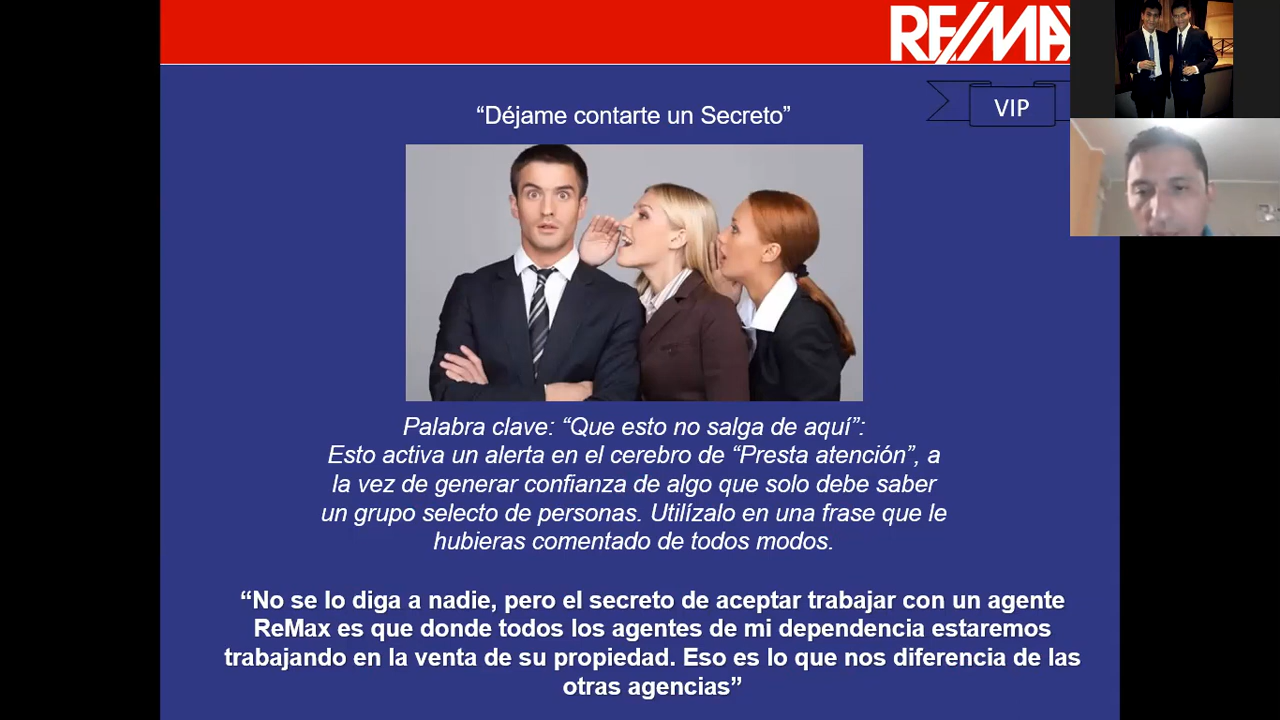 RE/MAX
VIP
“Déjame contarte un Secreto”
Palabra clave: “Que esto no salga de aquí”:
Esto activa un alerta en el cerebro de “Presta atención”, a
la vez de generar confianza de algo que solo debe saber
un grupo selecto de personas. Utilízalo en una frase que le
hubieras comentado de todos modos.
“No se lo diga a nadie, pero el secreto de aceptar trabajar con un agente
ReMax es que donde todos los agentes de mi dependencia estaremos
trabajando en la venta de su propiedad. Eso es lo que nos diferencia de las
otras agencias”